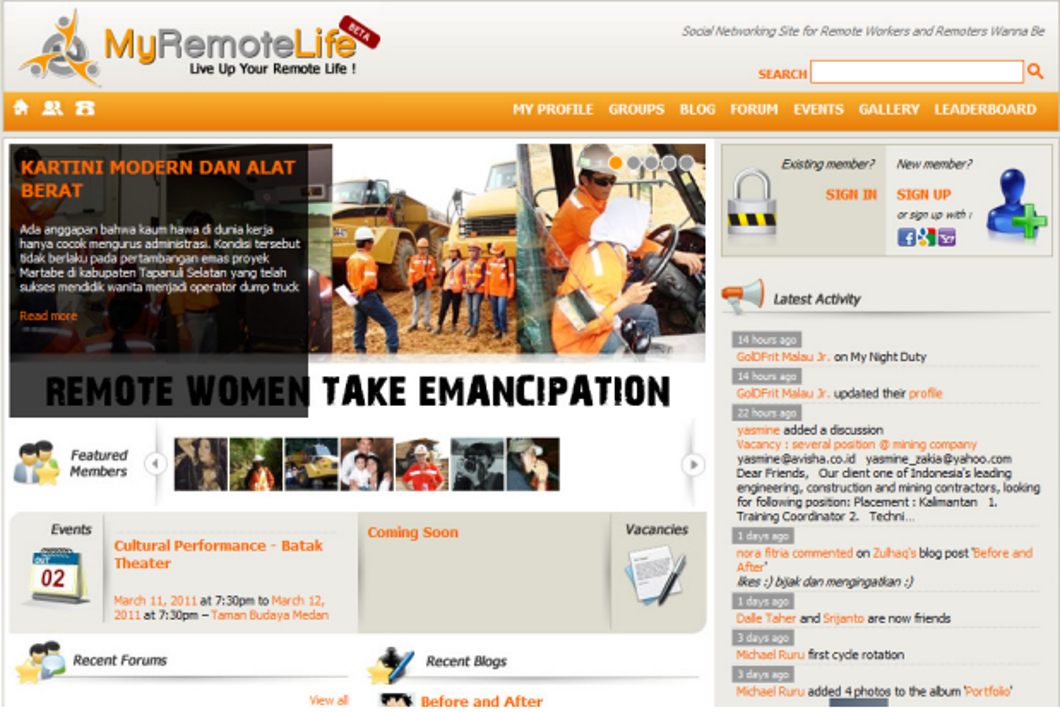 MyRemoteLife
BETA
Live Up Your Remote Life !
Social Networking Site for Remote Workers and Remoters Wanna Be
SEARCH
MY PROFILE GROUPS BLOG FORUM EVENTS GALLERY LEADERBOARD
KARTINI MODERN DAN ALAT
BERAT
Ada anggapan bahwa kaum hawa di dunia kerja
hanya cocok mengurus administrasi. Kondisi tersebut
tidak berlaku pada pertambangan emas proyek
Martabe di kabupaten Tapanuli Selatan yang telah
sukses mendidik wanita menjadi operator dump truck
Read more
REMOTE WOMEN TAKE EMANCIPATION
Featured
Members
Events
OCT
02
Cultural Performance - Batak
Theater
March 11, 2011 at 7:30pm to March 12,
2011 at 7:30pm – Taman Budaya Medan
Coming Soon
Vacancies
Recent Forums
View all
Recent Blogs
Before and After
Existing member?
SIGN IN
New member?
SIGN UP
or sign up with :
Latest Activity
14 hours ago
GolDFrit Malau Jr. on My Night Duty
14 hours ago
GolDFrit Malau Jr. updated their profile
22 hours ago
yasmine added a discussion
Vacancy : several position @ mining company
yasmine@avisha.co.id yasmine_zakia@yahoo.com
Dear Friends, Our client one of Indonesia's leading
engineering, construction and mining contractors, looking
for following position: Placement : Kalimantan 1.
Training Coordinator 2. Techni...
1 days ago
nora fitria commented on Zulhaq's blog post 'Before and
After'
likes :) bijak dan mengingatkan :)
1 days ago
Dalle Taher and Srijanto are now friends
3 days ago
Michael Ruru first cycle rotation
3 days ago
Michael Ruru added 4 photos to the album 'Portfolio'